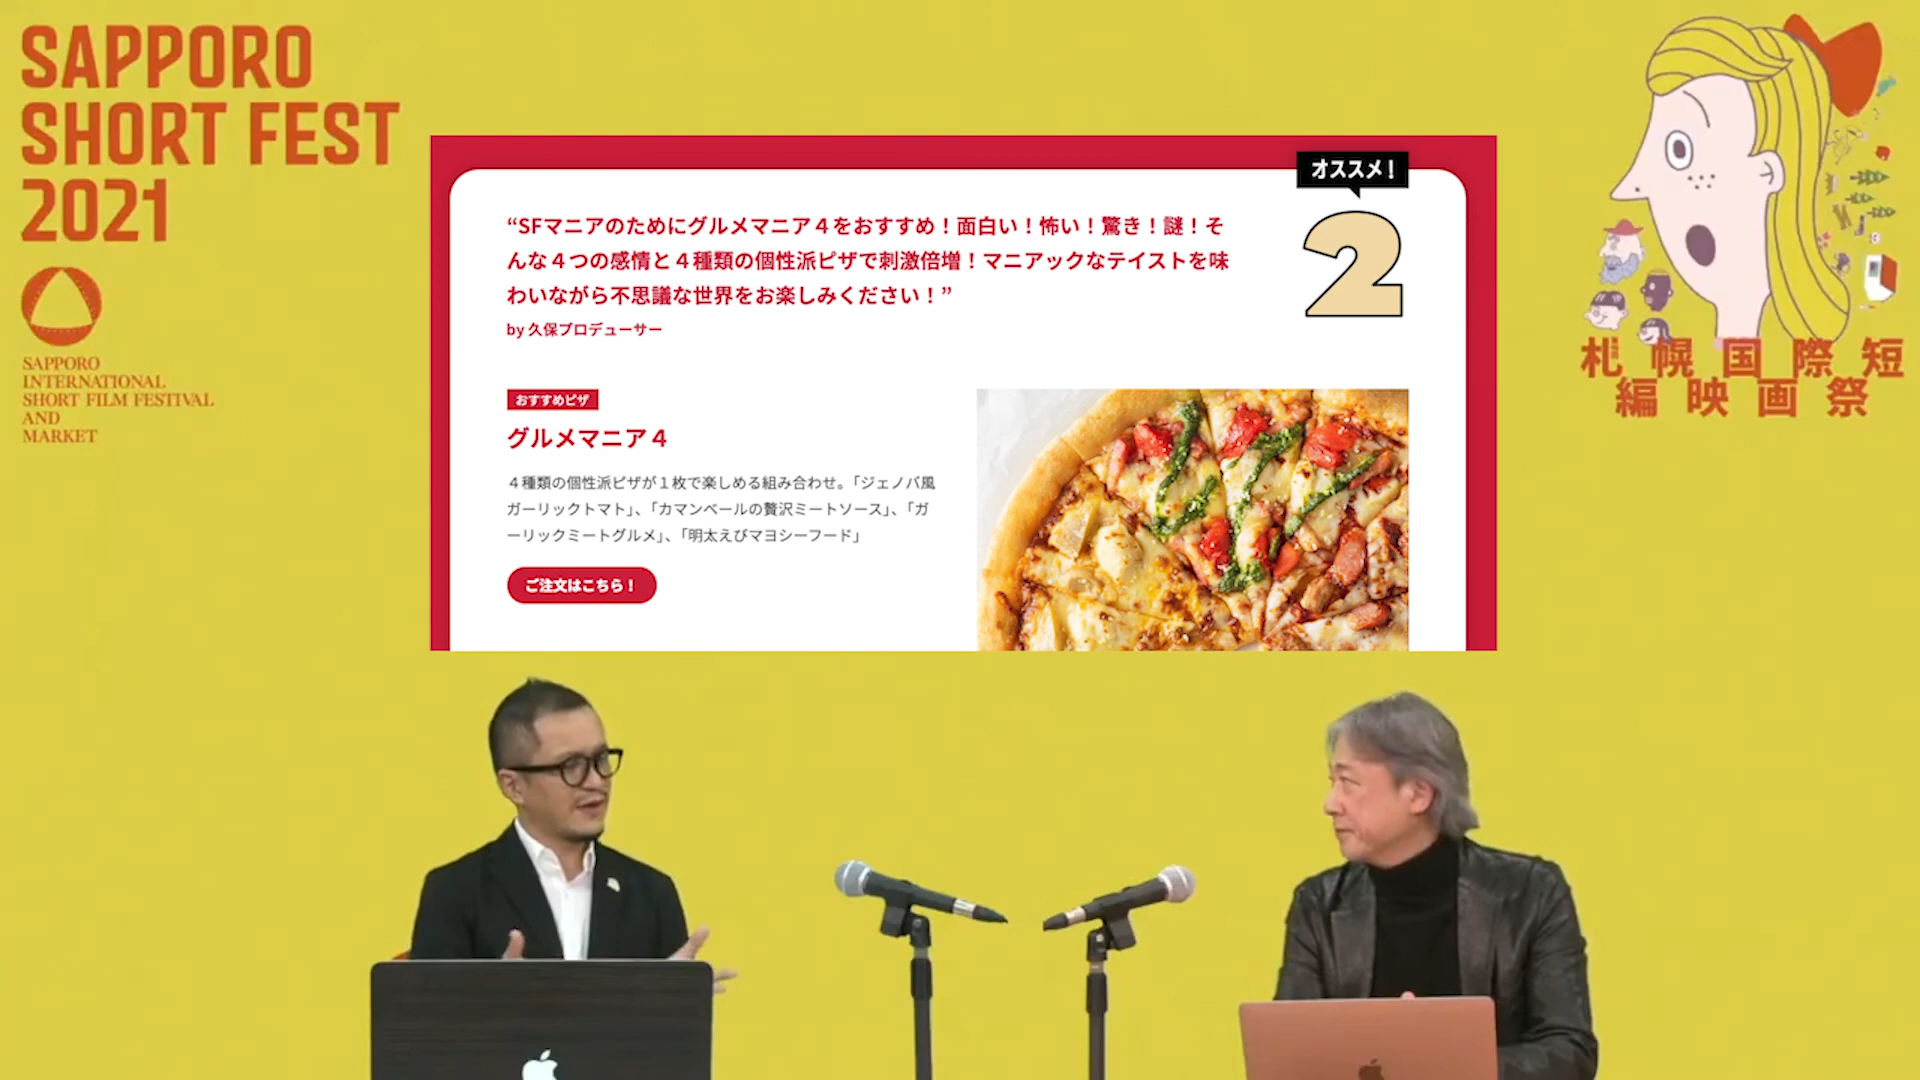 SAPPORO
SHORT FEST
2021
SAPPORO
INTERNATIONAL
SHORT FILM FESTIVAL
AND
MARKET
オススメ！
2
“SFマニアのためにグルメマニア４をおすすめ！面白い！怖い！驚き！謎！そ
んな４つの感情と４種類の個性派ピザで刺激倍増！マニアックなテイストを味
わいながら不思議な世界をお楽しみください！”
by 久保プロデューサー
おすすめピザ
グルメマニア４
４種類の個性派ピザが１枚で楽しめる組み合わせ。「ジェノバ風
ガーリックトマト」、「カマンベールの贅沢ミートソース」、「ガ
ーリックミートグルメ」、「明太えびマヨシーフード」
ご注文はこちら！
札幌国際短
編映画祭